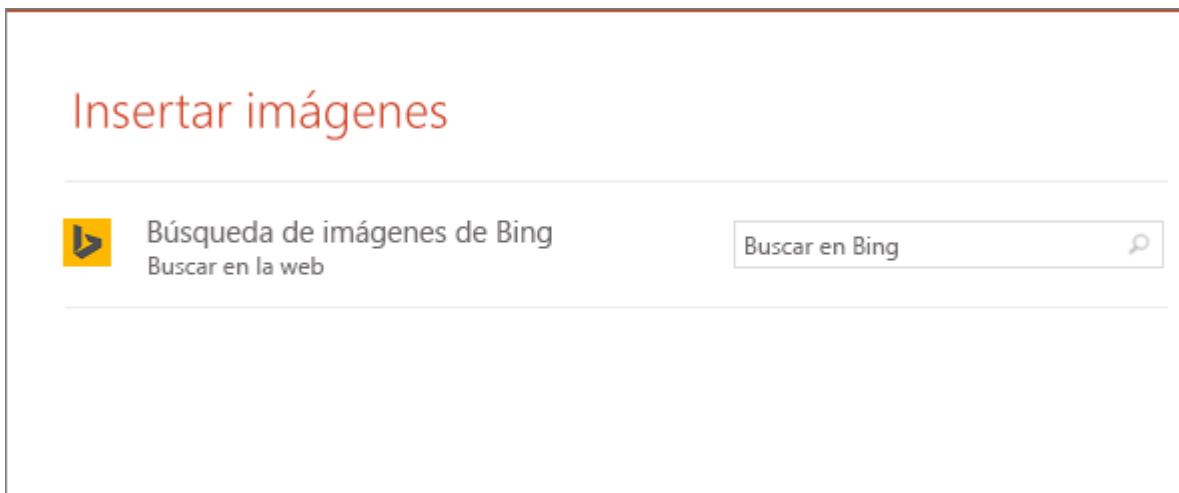 Insertar imágenes
Búsqueda de imágenes de Bing
Buscar en la web
Buscar en Bing